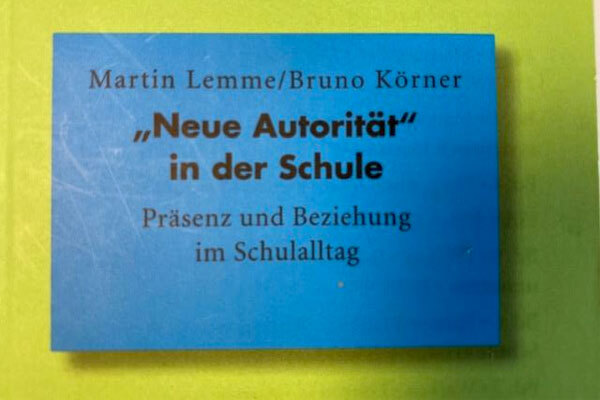 Martin Lemme/Bruno Körner
„Neue Autorität“
in der Schule
Präsenz und Beziehung
im Schulalltag